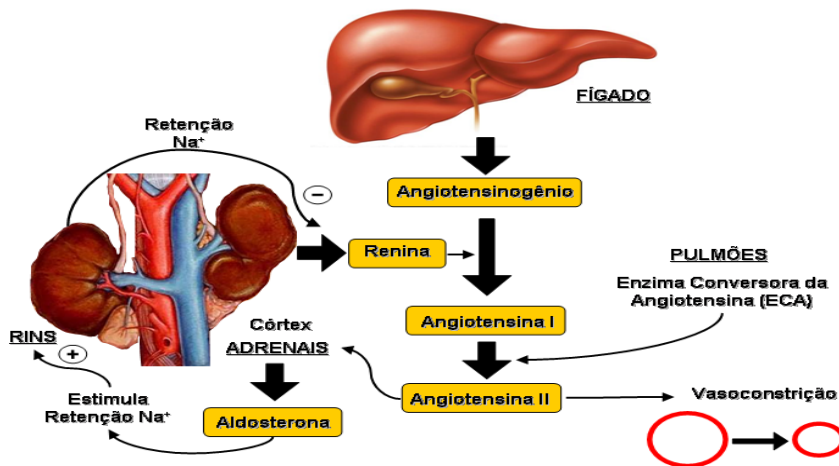 FÍGADO
Retenção
Na⁺
−
Angiotensinogênio
Renina
PULMÕES
Enzima Conversora da
Angiotensina (ECA)
Angiotensina I
RINS
+
Córtex
ADRENAIS
Estimula
Retenção Na⁺
Aldosterona
Angiotensina II
Vasoconstrição